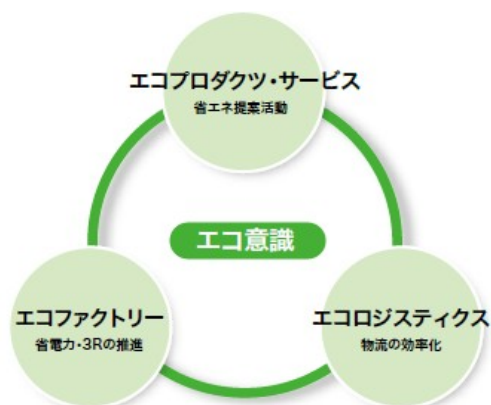 エコプロダクツ・サービス
省エネ提案活動
エコ意識
エコファクトリー
省電力・3Rの推進
エコロジスティクス
物流の効率化